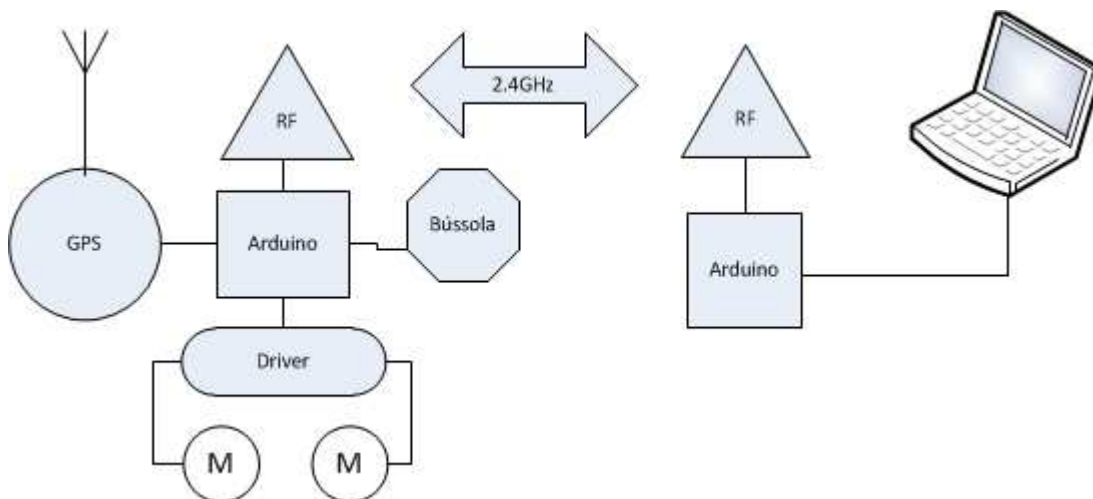 2.4GHz
RF
RF
GPS
Arduino
Bússola
Arduino
Driver
M
M